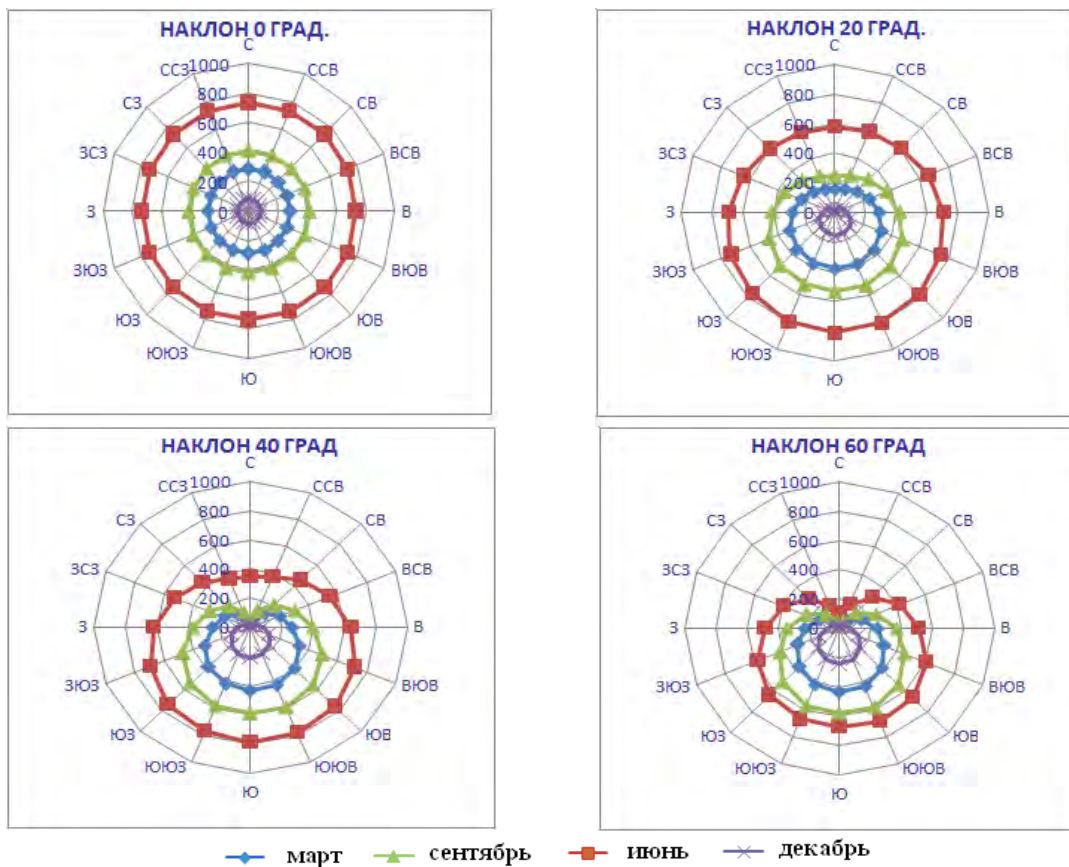 НАКЛОН 0 ГРАД.
С
ССЗ
ССВ
СЗ
СВ
ЗСЗ
ВСВ
З
В
ЗЮЗ
ВЮВ
ЮЗ
ЮВ
ЮЮЗ
ЮЮВ
Ю
1000
800
600
400
200
0
НАКЛОН 20 ГРАД.
С
ССЗ
ССВ
СЗ
СВ
ЗСЗ
ВСВ
З
В
ЗЮЗ
ВЮВ
ЮЗ
ЮВ
ЮЮЗ
ЮЮВ
Ю
1000
800
600
400
200
0
НАКЛОН 40 ГРАД
С
ССЗ
ССВ
СЗ
СВ
ЗСЗ
ВСВ
З
В
ЗЮЗ
ВЮВ
ЮЗ
ЮВ
ЮЮЗ
ЮЮВ
Ю
1000
800
600
400
200
0
НАКЛОН 60 ГРАД
С
ССЗ
ССВ
СЗ
СВ
ЗСЗ
ВСВ
З
В
ЗЮЗ
ВЮВ
ЮЗ
ЮВ
ЮЮЗ
ЮЮВ
Ю
1000
800
600
400
200
0
март сентябрь июнь декабрь